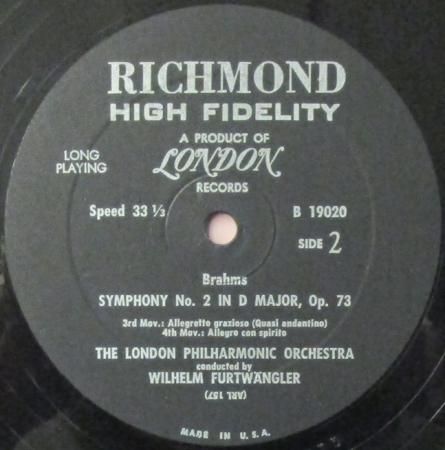 RICHMOND
HIGH FIDELITY
A PRODUCT OF
LONG
PLAYING
LONDON
RECORDS
Speed 33 ⅓
B 19020
SIDE 2
Brahms
SYMPHONY No. 2 IN D MAJOR, Op. 73
3rd Mov.: Allegretto grazioso (Quasi andantino)
4th Mov.: Allegro con spirito
THE LONDON PHILHARMONIC ORCHESTRA
conducted by
WILHELM FURTWÄNGLER
(ARL 157)
MADE IN U.S.A.